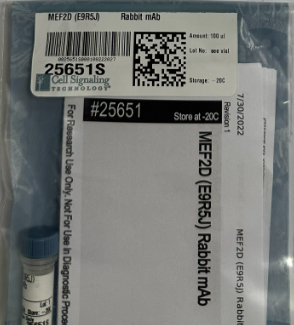 MEF2D (E9R5J) Rabbit mAb
Amount: 100 ul
Lot No: see vial
25651S
Storage: -20C
Cell Signaling
TECHNOLOGY
#25651
Store at -20C
Revision 1
7/30/2022
MEF2D (E9R5J) Rabbit mAb
For Research Use Only. Not For Use In Diagnostic Proce
MEF2D (E9R5J) Rabbit